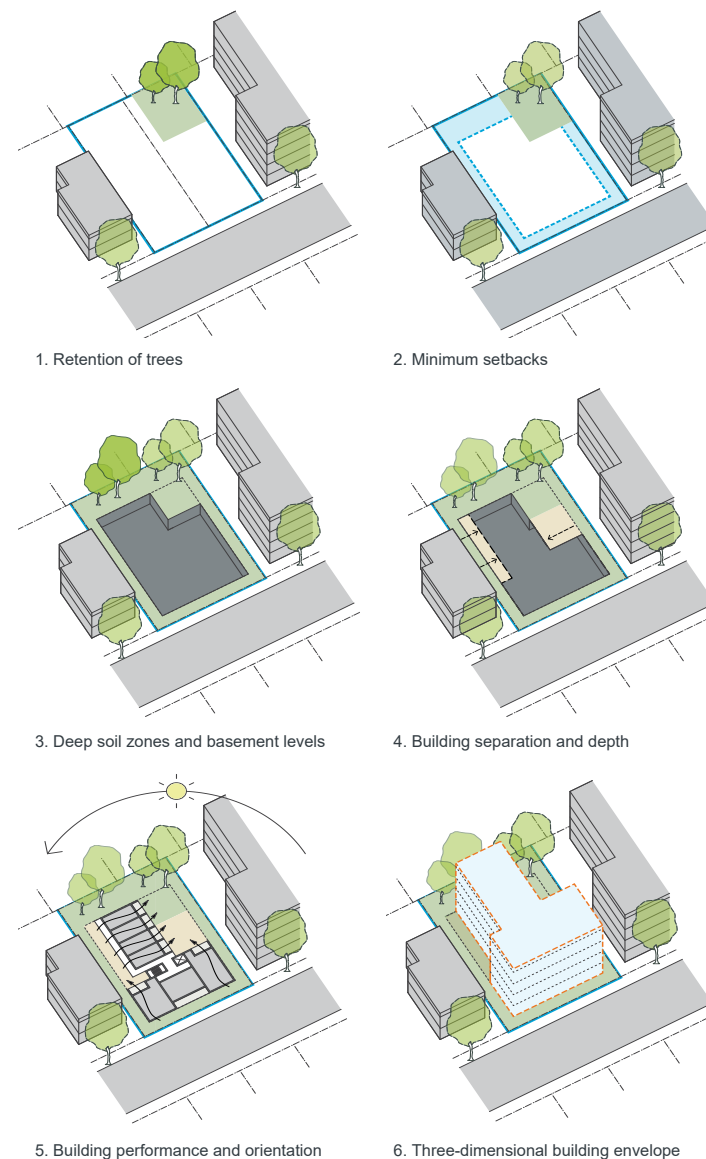 1. Retention of trees
2. Minimum setbacks
3. Deep soil zones and basement levels
4. Building separation and depth
5. Building performance and orientation
6. Three-dimensional building envelope